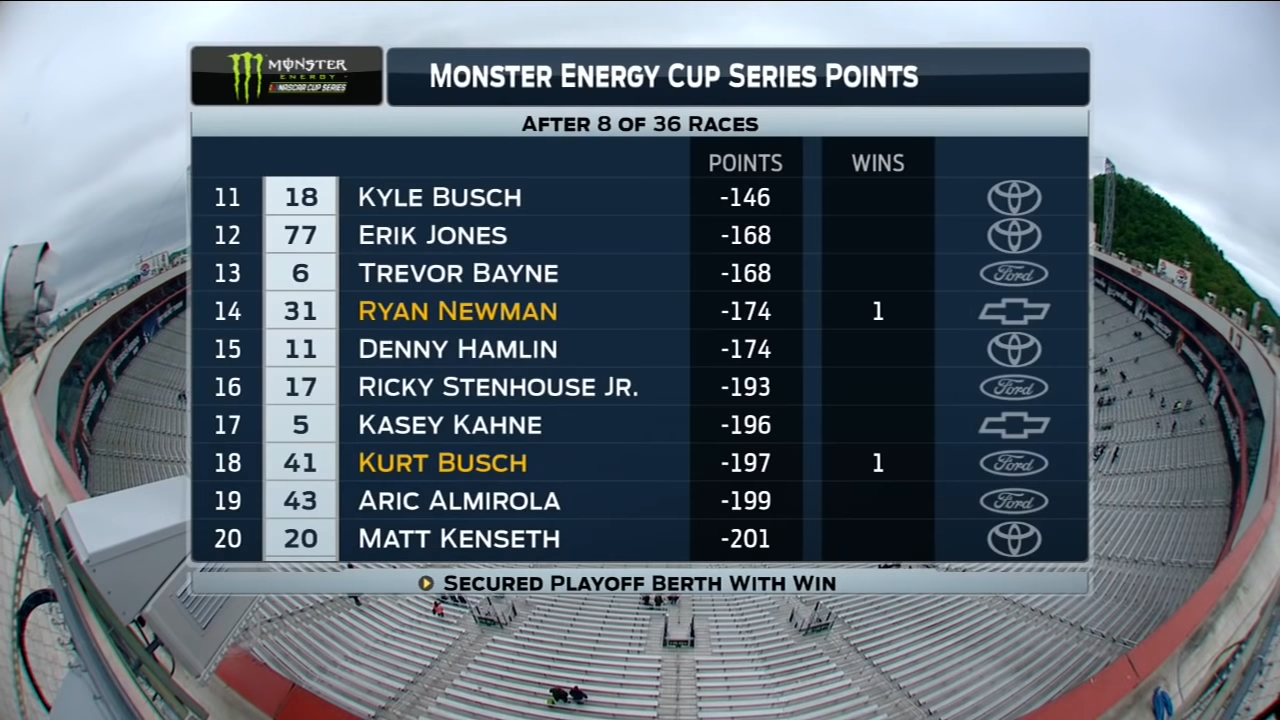 MONSTER ENERGY NASCAR CUP SERIES
MONSTER ENERGY CUP SERIES POINTS
AFTER 8 OF 36 RACES
POINTS WINS
11 18 KYLE BUSCH -146
12 77 ERIK JONES -168
13 6 TREVOR BAYNE -168
14 31 RYAN NEWMAN -174 1
15 11 DENNY HAMLIN -174
16 17 RICKY STENHOUSE JR. -193 Ford
17 5 KASEY KAHNE -196
18 41 KURT BUSCH -197 1 Ford
19 43 ARIC ALMIROLA -199 Ford
20 20 MATT KENSETH -201
SECURED PLAYOFF BERTH WITH WIN